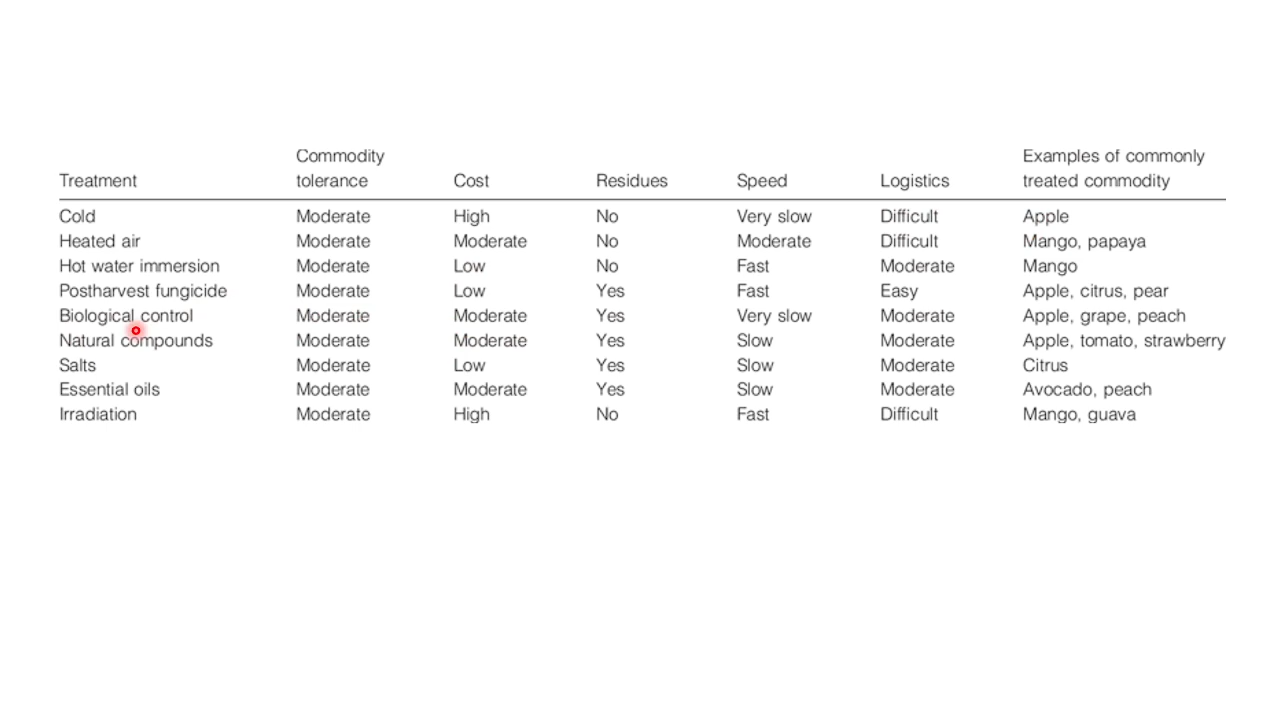 Treatment Commodity tolerance Cost Residues Speed Logistics Examples of commonly treated commodity
Cold Moderate High No Very slow Difficult Apple
Heated air Moderate Moderate No Moderate Difficult Mango, papaya
Hot water immersion Moderate Low No Fast Moderate Mango
Postharvest fungicide Moderate Low Yes Fast Easy Apple, citrus, pear
Biological control Moderate Moderate Yes Very slow Moderate Apple, grape, peach
Natural compounds Moderate Moderate Yes Slow Moderate Apple, tomato, strawberry
Salts Moderate Low Yes Slow Moderate Citrus
Essential oils Moderate Moderate Yes Slow Moderate Avocado, peach
Irradiation Moderate High No Fast Difficult Mango, guava